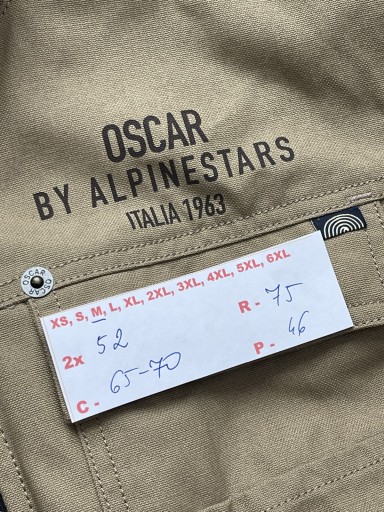 OSCAR
BY ALPINESTARS
ITALIA 1963
OSCAR OSCAR
XS, S, M, L, XL, 2XL, 3XL, 4XL, 5XL, 6XL
2x 52 R - 75
C - 65-70 P - 46